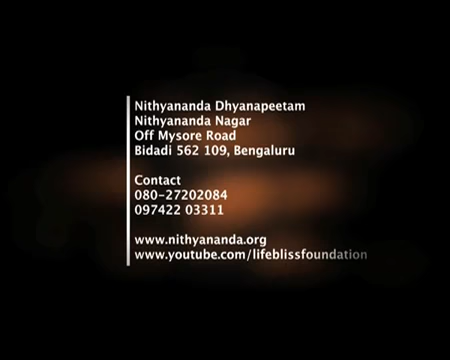 Nithyananda Dhyanapeetam
Nithyananda Nagar
Off Mysore Road
Bidadi 562 109, Bengaluru
Contact
080-27202084
097422 03311
www.nithyananda.org
www.youtube.com/lifeblissfoundation